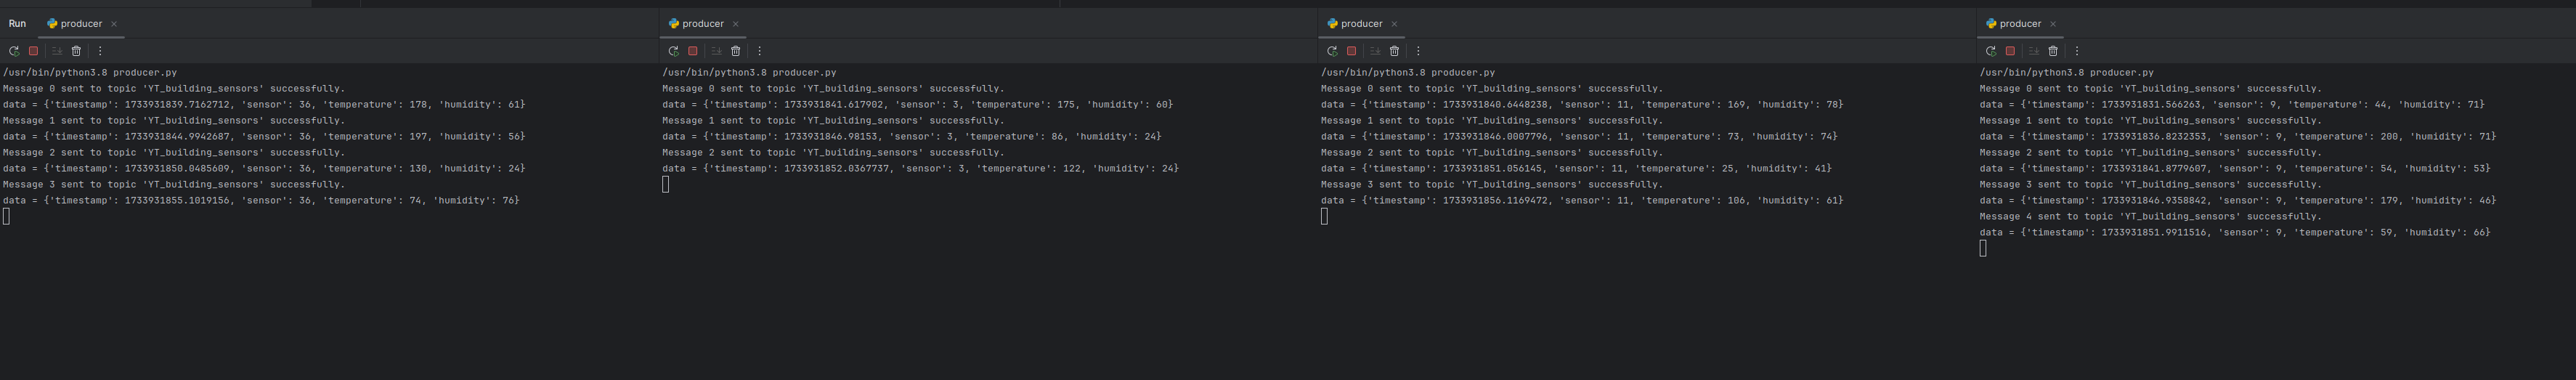 Run producer
/usr/bin/python3.8 producer.py
Message 0 sent to topic 'YT_building_sensors' successfully.
data = {'timestamp': 1733931839.7162712, 'sensor': 36, 'temperature': 178, 'humidity': 61}
Message 1 sent to topic 'YT_building_sensors' successfully.
data = {'timestamp': 1733931844.9942687, 'sensor': 36, 'temperature': 197, 'humidity': 56}
Message 2 sent to topic 'YT_building_sensors' successfully.
data = {'timestamp': 1733931850.0485609, 'sensor': 36, 'temperature': 130, 'humidity': 24}
Message 3 sent to topic 'YT_building_sensors' successfully.
data = {'timestamp': 1733931855.1019156, 'sensor': 36, 'temperature': 74, 'humidity': 76}
producer
/usr/bin/python3.8 producer.py
Message 0 sent to topic 'YT_building_sensors' successfully.
data = {'timestamp': 1733931841.617902, 'sensor': 3, 'temperature': 175, 'humidity': 60}
Message 1 sent to topic 'YT_building_sensors' successfully.
data = {'timestamp': 1733931846.98153, 'sensor': 3, 'temperature': 86, 'humidity': 24}
Message 2 sent to topic 'YT_building_sensors' successfully.
data = {'timestamp': 1733931852.0367737, 'sensor': 3, 'temperature': 122, 'humidity': 24}
producer
/usr/bin/python3.8 producer.py
Message 0 sent to topic 'YT_building_sensors' successfully.
data = {'timestamp': 1733931840.6448238, 'sensor': 11, 'temperature': 169, 'humidity': 78}
Message 1 sent to topic 'YT_building_sensors' successfully.
data = {'timestamp': 1733931846.0007796, 'sensor': 11, 'temperature': 73, 'humidity': 74}
Message 2 sent to topic 'YT_building_sensors' successfully.
data = {'timestamp': 1733931851.056145, 'sensor': 11, 'temperature': 25, 'humidity': 41}
Message 3 sent to topic 'YT_building_sensors' successfully.
data = {'timestamp': 1733931856.1169472, 'sensor': 11, 'temperature': 106, 'humidity': 61}
producer
/usr/bin/python3.8 producer.py
Message 0 sent to topic 'YT_building_sensors' successfully.
data = {'timestamp': 1733931831.566263, 'sensor': 9, 'temperature': 44, 'humidity': 71}
Message 1 sent to topic 'YT_building_sensors' successfully.
data = {'timestamp': 1733931836.8232353, 'sensor': 9, 'temperature': 200, 'humidity': 71}
Message 2 sent to topic 'YT_building_sensors' successfully.
data = {'timestamp': 1733931841.8779607, 'sensor': 9, 'temperature': 54, 'humidity': 53}
Message 3 sent to topic 'YT_building_sensors' successfully.
data = {'timestamp': 1733931846.9358842, 'sensor': 9, 'temperature': 179, 'humidity': 46}
Message 4 sent to topic 'YT_building_sensors' successfully.
data = {'timestamp': 1733931851.9911516, 'sensor': 9, 'temperature': 59, 'humidity': 66}